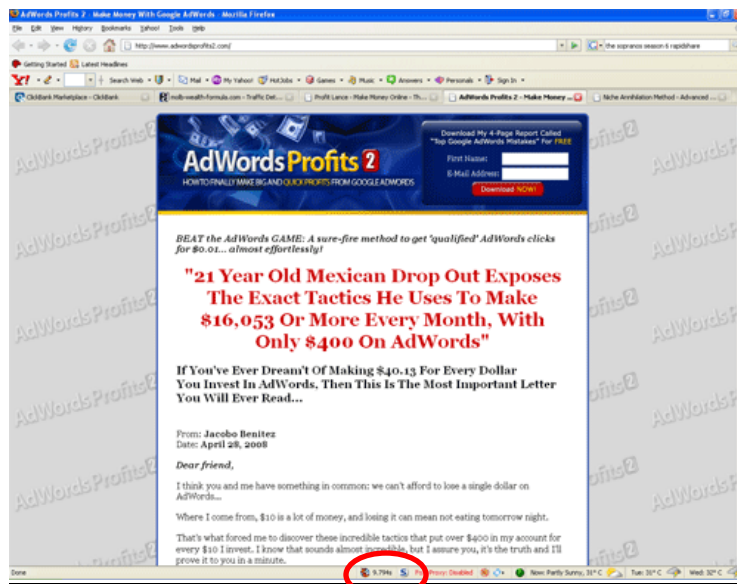 AdWords Profits 2 - Make Money With Google AdWords - Mozilla Firefox
File Edit View History Bookmarks Yahoo! Tools Help
http://www.adwordsprofits2.com/
the sopranos season 6 rapidshare
Getting Started Latest Headlines
Y! Search Web Mail My Yahoo! HotJobs Games Music Answers Personals Sign In
ClickBank Marketplace - ClickBank
mob-wealth-formula.com - Traffic Det...
Profit Lance - Make Money Online - Th...
AdWords Profits 2 - Make Money ...
Niche Annihilation Method - Advanced ...
AdWords Profits 2
HOW TO FINALLY MAKE BIG AND QUICK PROFITS FROM GOOGLE ADWORDS
Download My 4-Page Report Called
"Top Google AdWords Mistakes" For FREE
First Name:
E-Mail Address:
Download NOW!
BEAT the AdWords GAME: A sure-fire method to get 'qualified' AdWords clicks
for $0.01... almost effortlessly!
"21 Year Old Mexican Drop Out Exposes
The Exact Tactics He Uses To Make
$16,053 Or More Every Month, With
Only $400 On AdWords"
If You've Ever Dream't Of Making $40.13 For Every Dollar
You Invest In AdWords, Then This Is The Most Important Letter
You Will Ever Read...
From: Jacobo Benitez
Date: April 28, 2008
Dear friend,
I think you and me have something in common: we can't afford to lose a single dollar on
AdWords...
Where I come from, $10 is a lot of money, and losing it can mean not eating tomorrow night.
That's what forced me to discover these incredible tactics that put over $400 in my account for
every $10 I invest. I know that sounds almost incredible, but I assure you, it's the truth and I'll
prove it to you in a minute.
Done 9.794s Proxy: Disabled Now: Partly Sunny, 31° C Tue: 31° C Wed: 32° C